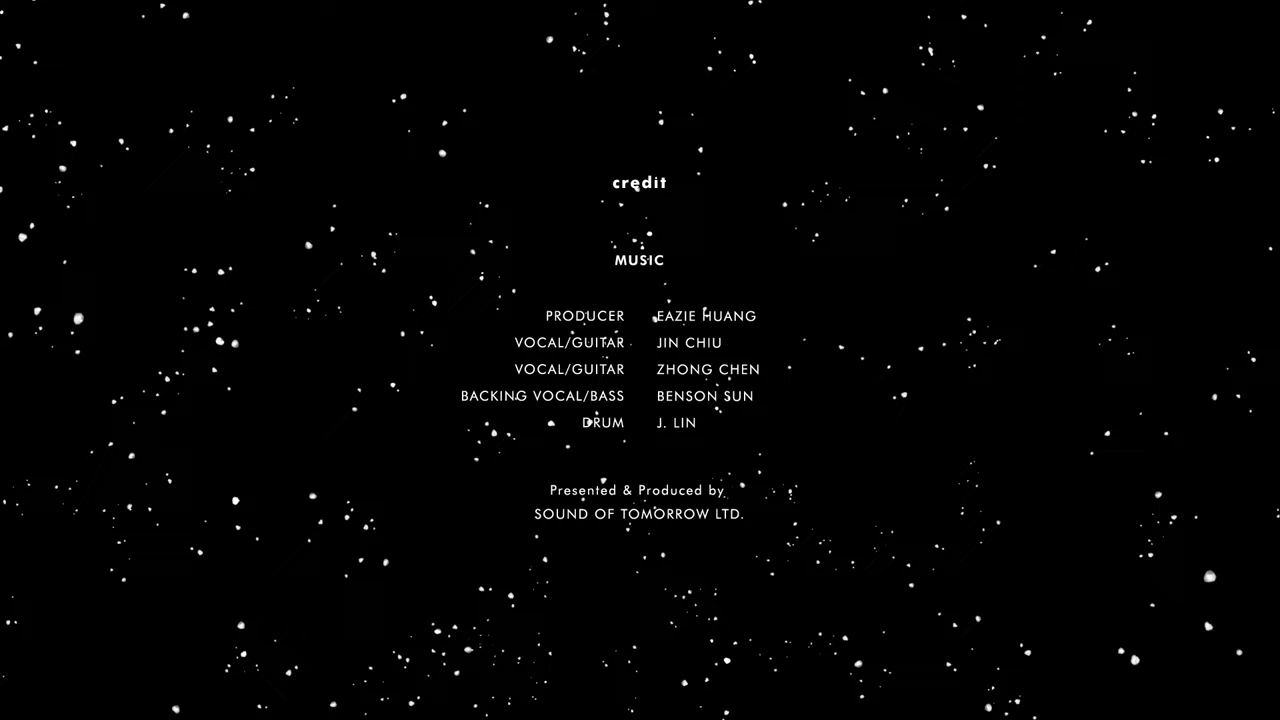 credit
MUSIC
PRODUCER EAZIE HUANG
VOCAL/GUITAR JIN CHIU
VOCAL/GUITAR ZHONG CHEN
BACKING VOCAL/BASS BENSON SUN
DRUM J. LIN
Presented & Produced by
SOUND OF TOMORROW LTD.